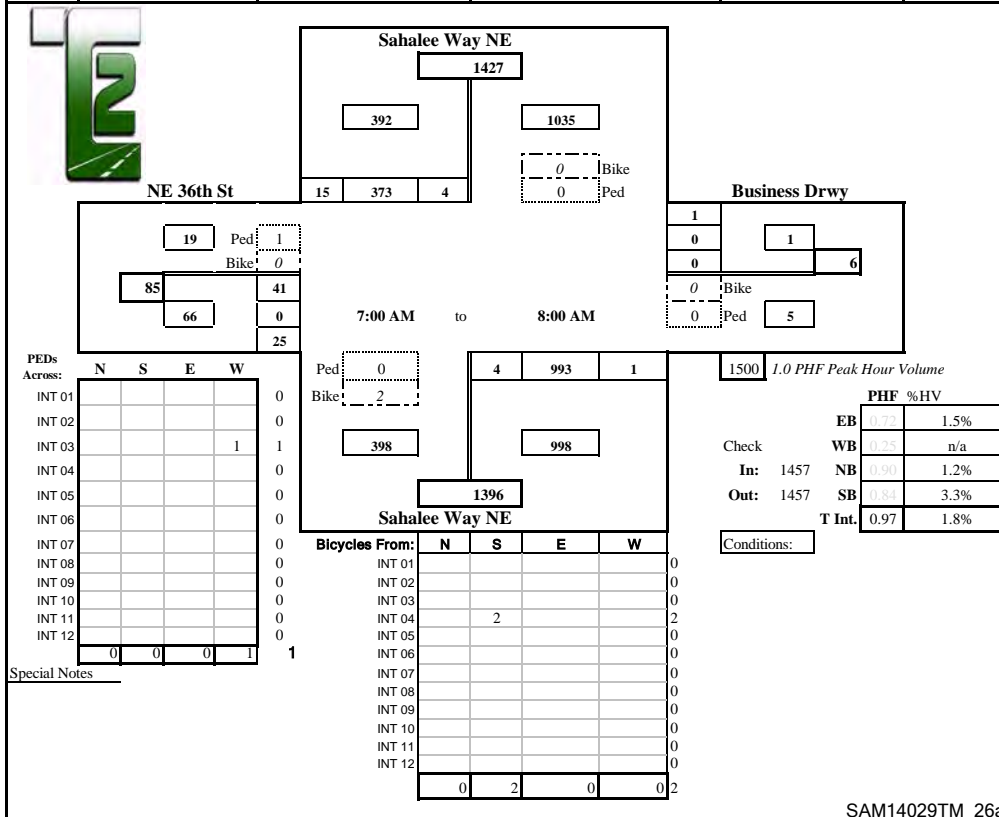 TE2
Sahalee Way NE
1427
392 1035
0 Bike
15 373 4 0 Ped
NE 36th St Business Drwy
1
19 Ped 1 0 1
Bike 0 0 6
85 41 0 Bike
66 0 7:00 AM to 8:00 AM 0 Ped 5
25
PEDs Across: N S E W
Ped 0 4 993 1 1500 1.0 PHF Peak Hour Volume
Bike 2
PHF %HV
INT 01 0
INT 02 0
INT 03 1 1
INT 04 0
INT 05 0
INT 06 0
INT 07 0
INT 08 0
INT 09 0
INT 10 0
INT 11 0
INT 12 0
0 0 0 1 1
Special Notes
398 998
1396
Sahalee Way NE
EB 0.72 1.5%
Check WB 0.25 n/a
In: 1457 NB 0.90 1.2%
Out: 1457 SB 0.84 3.3%
T Int. 0.97 1.8%
Conditions:
Bicycles From: N S E W
INT 01 0
INT 02 0
INT 03 0
INT 04 2 2
INT 05 0
INT 06 0
INT 07 0
INT 08 0
INT 09 0
INT 10 0
INT 11 0
INT 12 0
0 2 0 0 2
SAM14029TM_26a